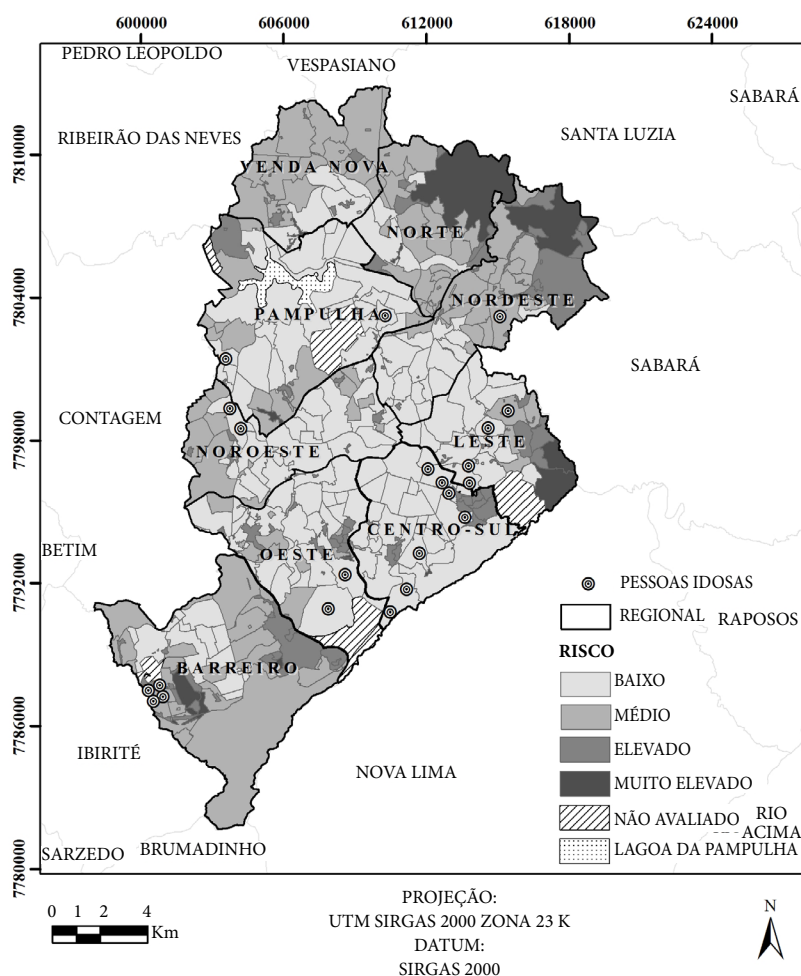 600000 606000 612000 618000 624000
PEDRO LEOPOLDO
VESPASIANO
SABARÁ
RIBEIRÃO DAS NEVES
SANTA LUZIA
7810000
VENDA NOVA
NORTE
7804000
NORDESTE
PAMPULHA
SABARÁ
CONTAGEM
7798000
NOROESTE
LESTE
CENTRO-SUL
BETIM
OESTE
7792000
PESSOAS IDOSAS
REGIONAL
RAPOSOS
RISCO
BARREIRO
BAIXO
MÉDIO
7786000
IBIRITÉ
ELEVADO
NOVA LIMA
MUITO ELEVADO
NÃO AVALIADO
RIO
ACIMA
SARZEDO
BRUMADINHO
LAGOA DA PAMPULHA
7780000
PROJEÇÃO:
0 1 2 4
Km
UTM SIRGAS 2000 ZONA 23 K
DATUM:
SIRGAS 2000
N